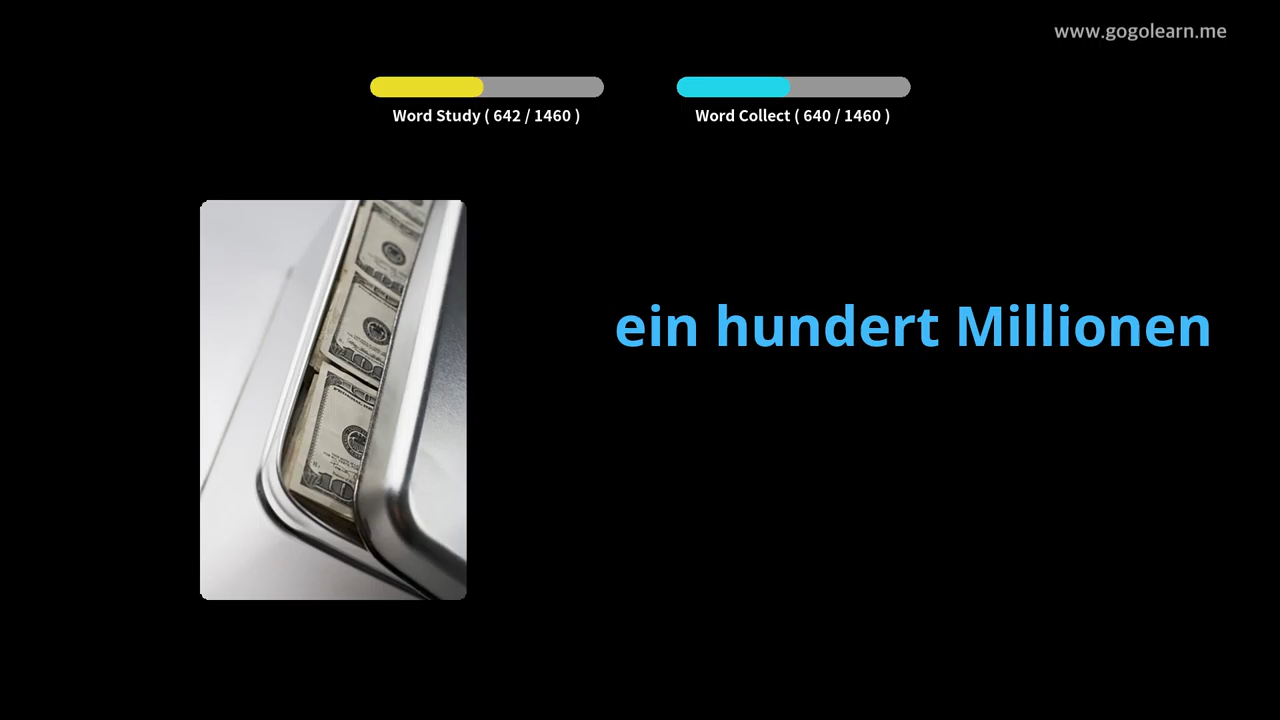 www.gogolearn.me
Word Study ( 642 / 1460 )
Word Collect ( 640 / 1460 )
ein hundert Millionen